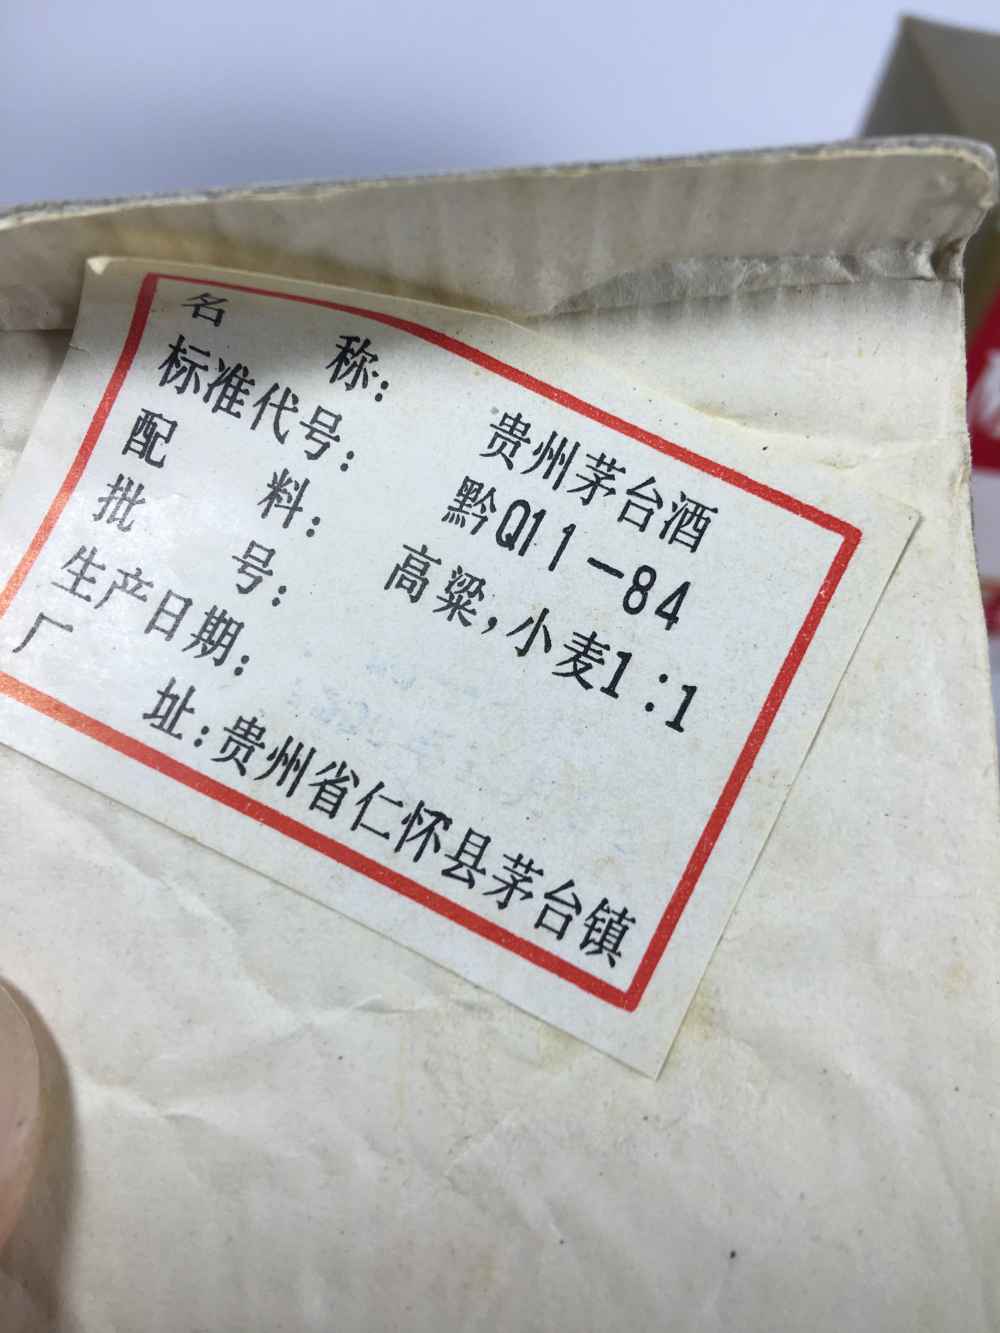 名 称: 贵州茅台酒
标准代号: 黔Q11-84
配 料: 高粱,小麦1:1
批 号:
生产日期:
厂 址:贵州省仁怀县茅台镇